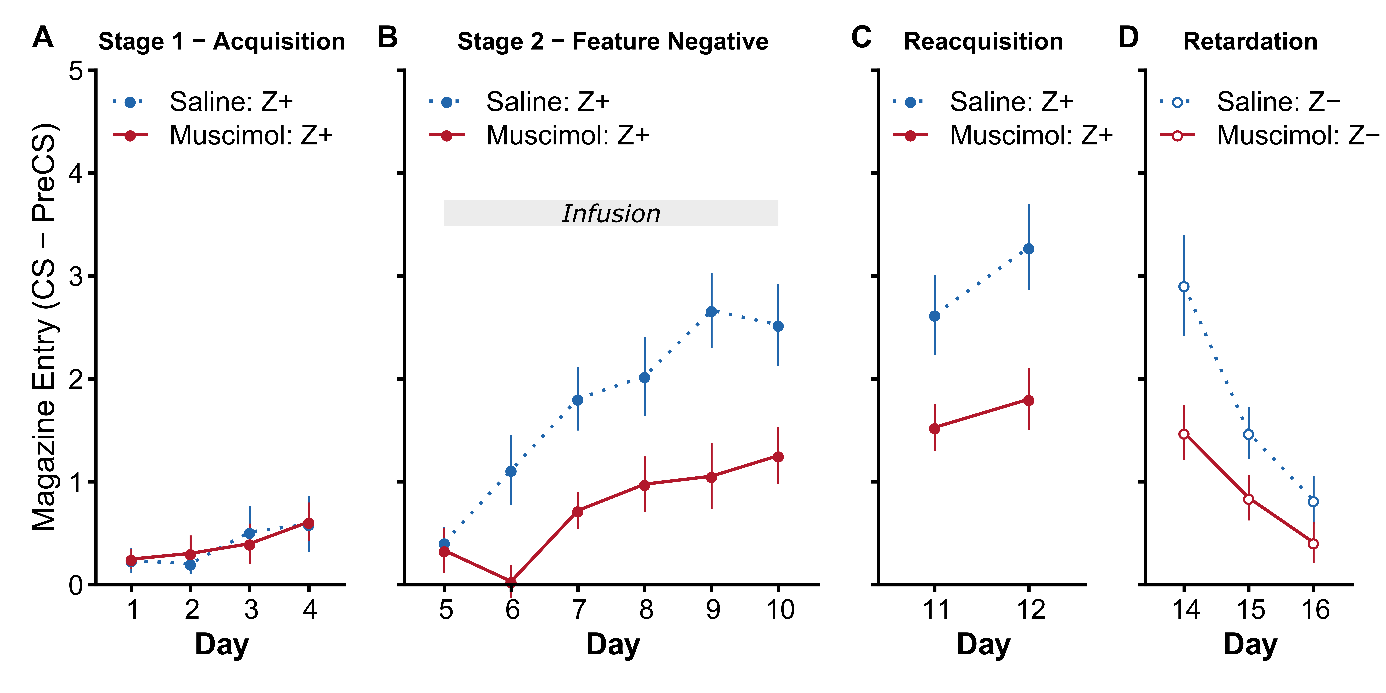 A Stage 1 − Acquisition
B Stage 2 − Feature Negative
C Reacquisition
D Retardation
Magazine Entry (CS − PreCS)
5
4
3
2
1
0
Saline: Z+
Muscimol: Z+
1 2 3 4
Day
Saline: Z+
Muscimol: Z+
Infusion
5 6 7 8 9 10
Day
Saline: Z+
Muscimol: Z+
11 12
Day
Saline: Z−
Muscimol: Z−
14 15 16
Day